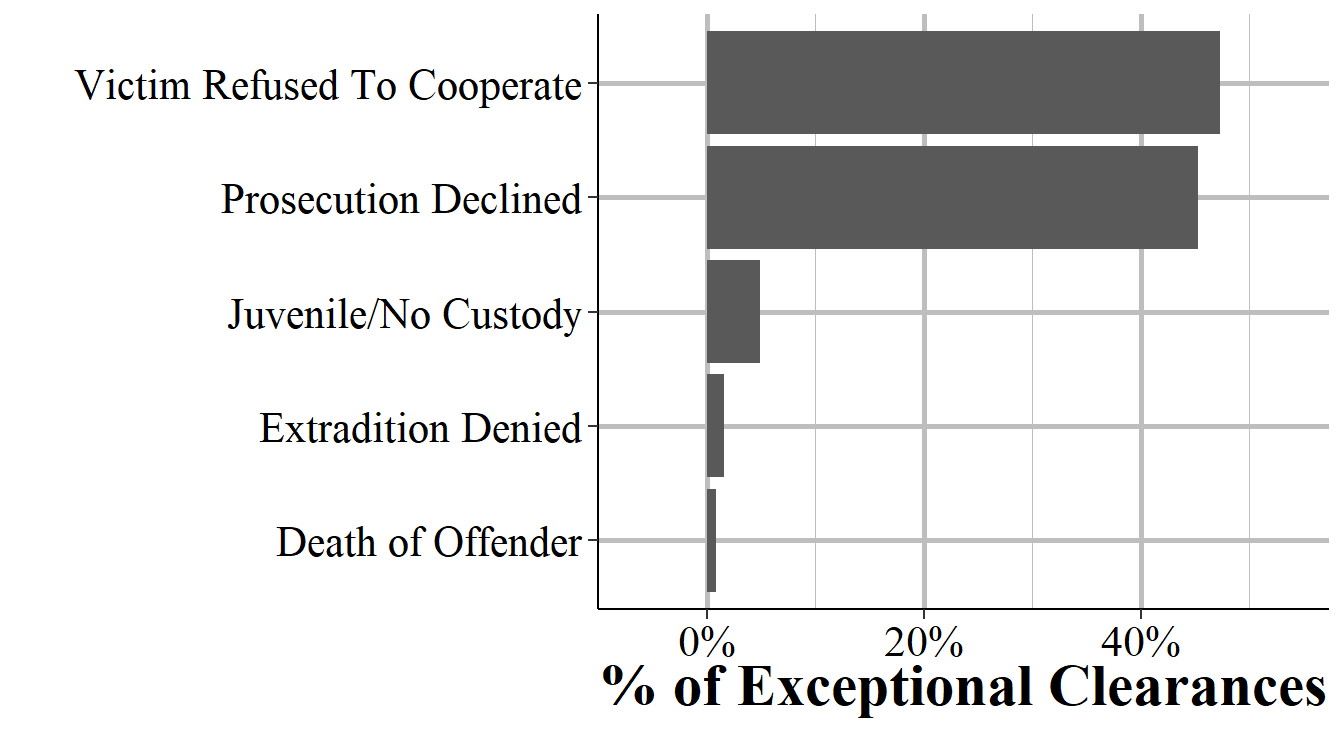 Victim Refused To Cooperate
Prosecution Declined
Juvenile/No Custody
Extradition Denied
Death of Offender
0% 20% 40%
% of Exceptional Clearances